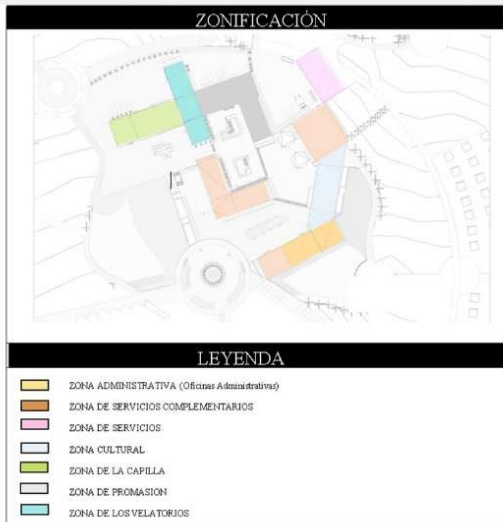 ZONIFICACIÓN
LEYENDA
ZONA ADMINISTRATIVA (Oficinas Administrativas)
ZONA DE SERVICIOS COMPLEMENTARIOS
ZONA DE SERVICIOS
ZONA CULTURAL
ZONA DE LA CAPILLA
ZONA DE PROMASION
ZONA DE LOS VELATORIOS